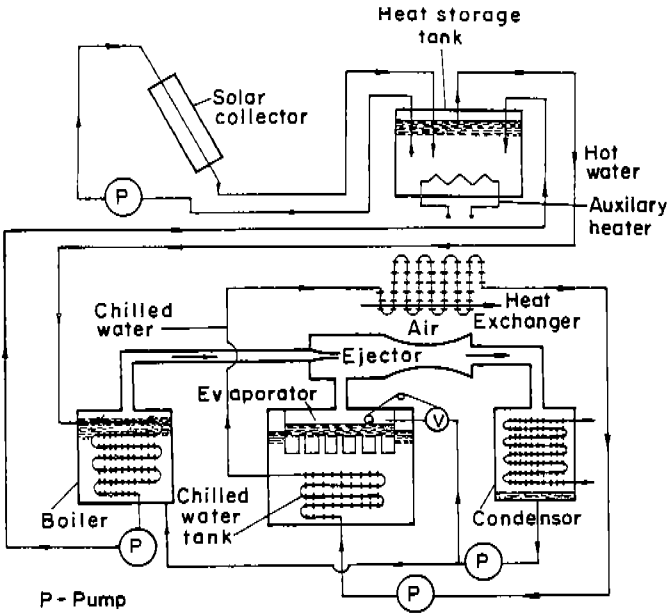 Heat storage
tank
Solar
collector
P
Hot
water
Auxilary
heater
Chilled
water
Heat
Exchanger
Air
Ejector
Evaporator
V
Boiler
Chilled
water
tank
Condensor
P
P
P
P - Pump